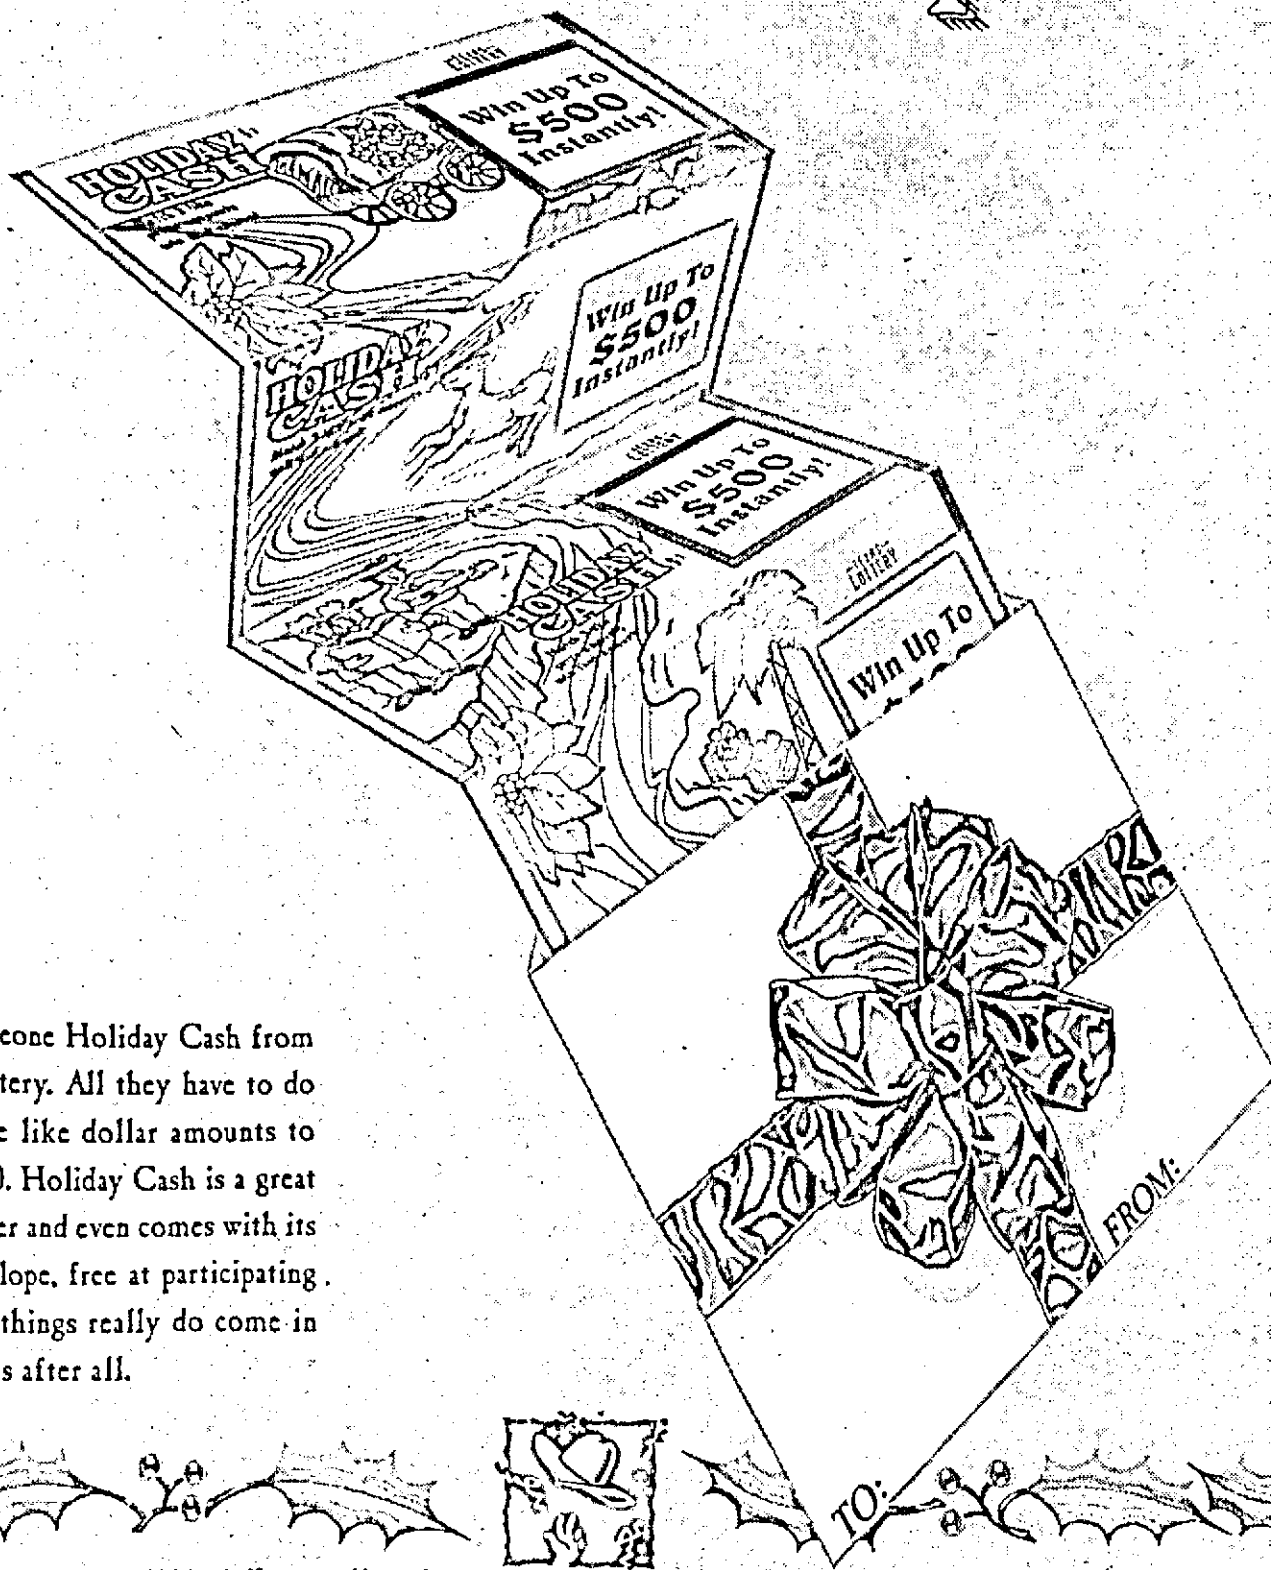 HOLIDAY
CASH
Win Up To
$500
Instantly!
HOLIDAY
CASH
Win Up To
$500
Instantly!
HOLIDAY
CASH
Win Up To
$500
Instantly!
Lottery
Win Up To
FROM:
TO:
eone Holiday Cash from
tery. All they have to do
e like dollar amounts to
). Holiday Cash is a great
er and even comes with its
lope, free at participating
things really do come in
s after all.